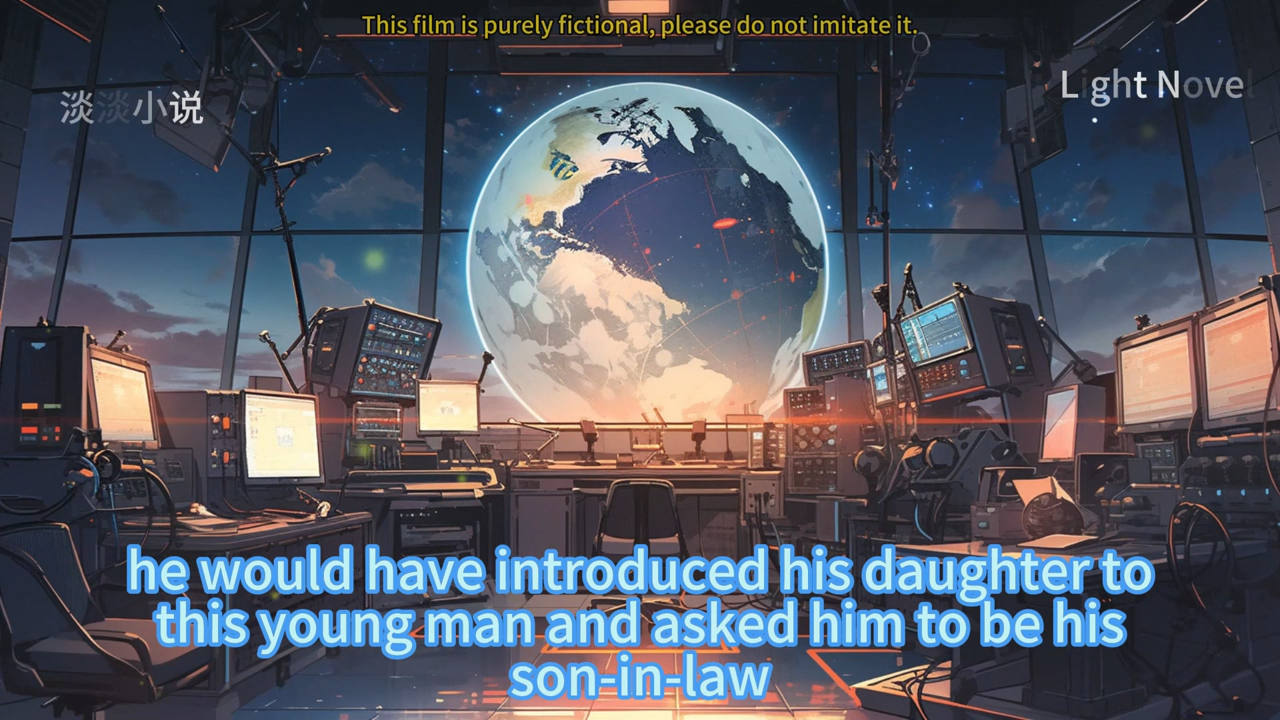 This film is purely fictional, please do not imitate it.
淡淡小说
Light Novel
he would have introduced his daughter to
this young man and asked him to be his
son-in-law